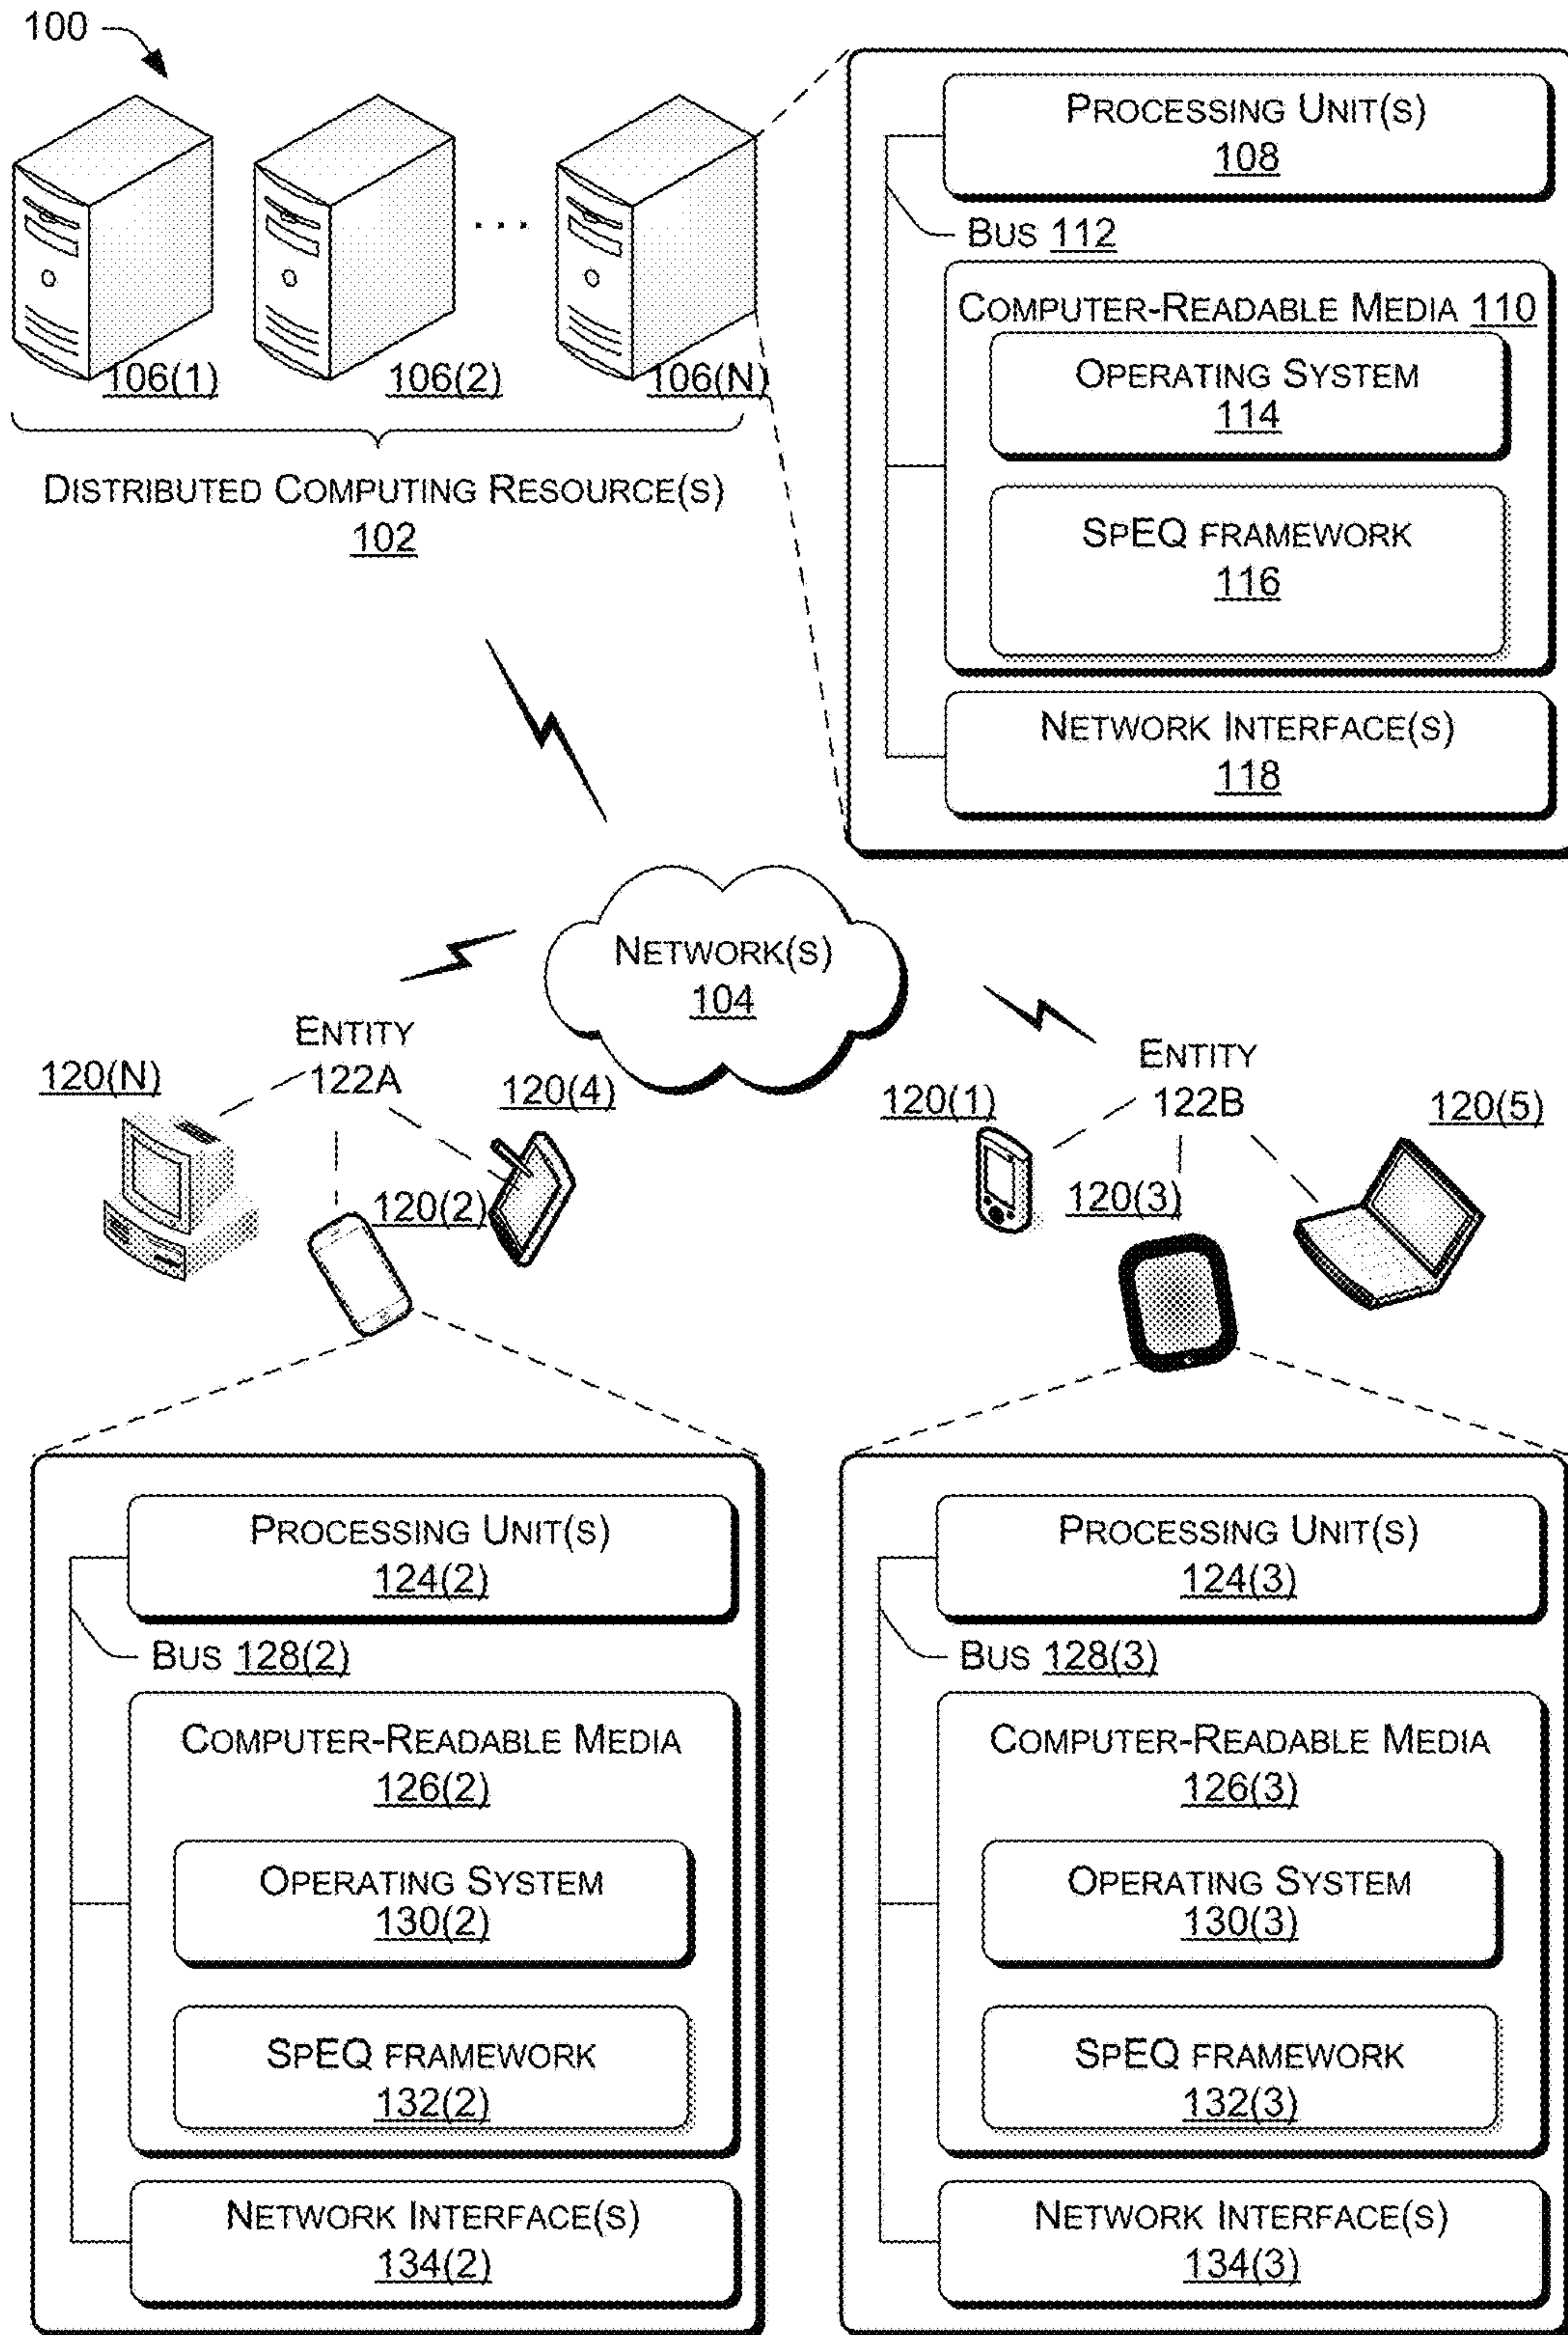 100
106(1)
106(2)
...
106(N)
DISTRIBUTED COMPUTING RESOURCE(S)
102
PROCESSING UNIT(S)
108
BUS 112
COMPUTER-READABLE MEDIA 110
OPERATING SYSTEM
114
SPEQ FRAMEWORK
116
NETWORK INTERFACE(S)
118
NETWORK(S)
104
ENTITY
122A
120(N)
120(4)
120(2)
ENTITY
122B
120(1)
120(3)
120(5)
PROCESSING UNIT(S)
124(2)
BUS 128(2)
COMPUTER-READABLE MEDIA
126(2)
OPERATING SYSTEM
130(2)
SPEQ FRAMEWORK
132(2)
NETWORK INTERFACE(S)
134(2)
PROCESSING UNIT(S)
124(3)
BUS 128(3)
COMPUTER-READABLE MEDIA
126(3)
OPERATING SYSTEM
130(3)
SPEQ FRAMEWORK
132(3)
NETWORK INTERFACE(S)
134(3)